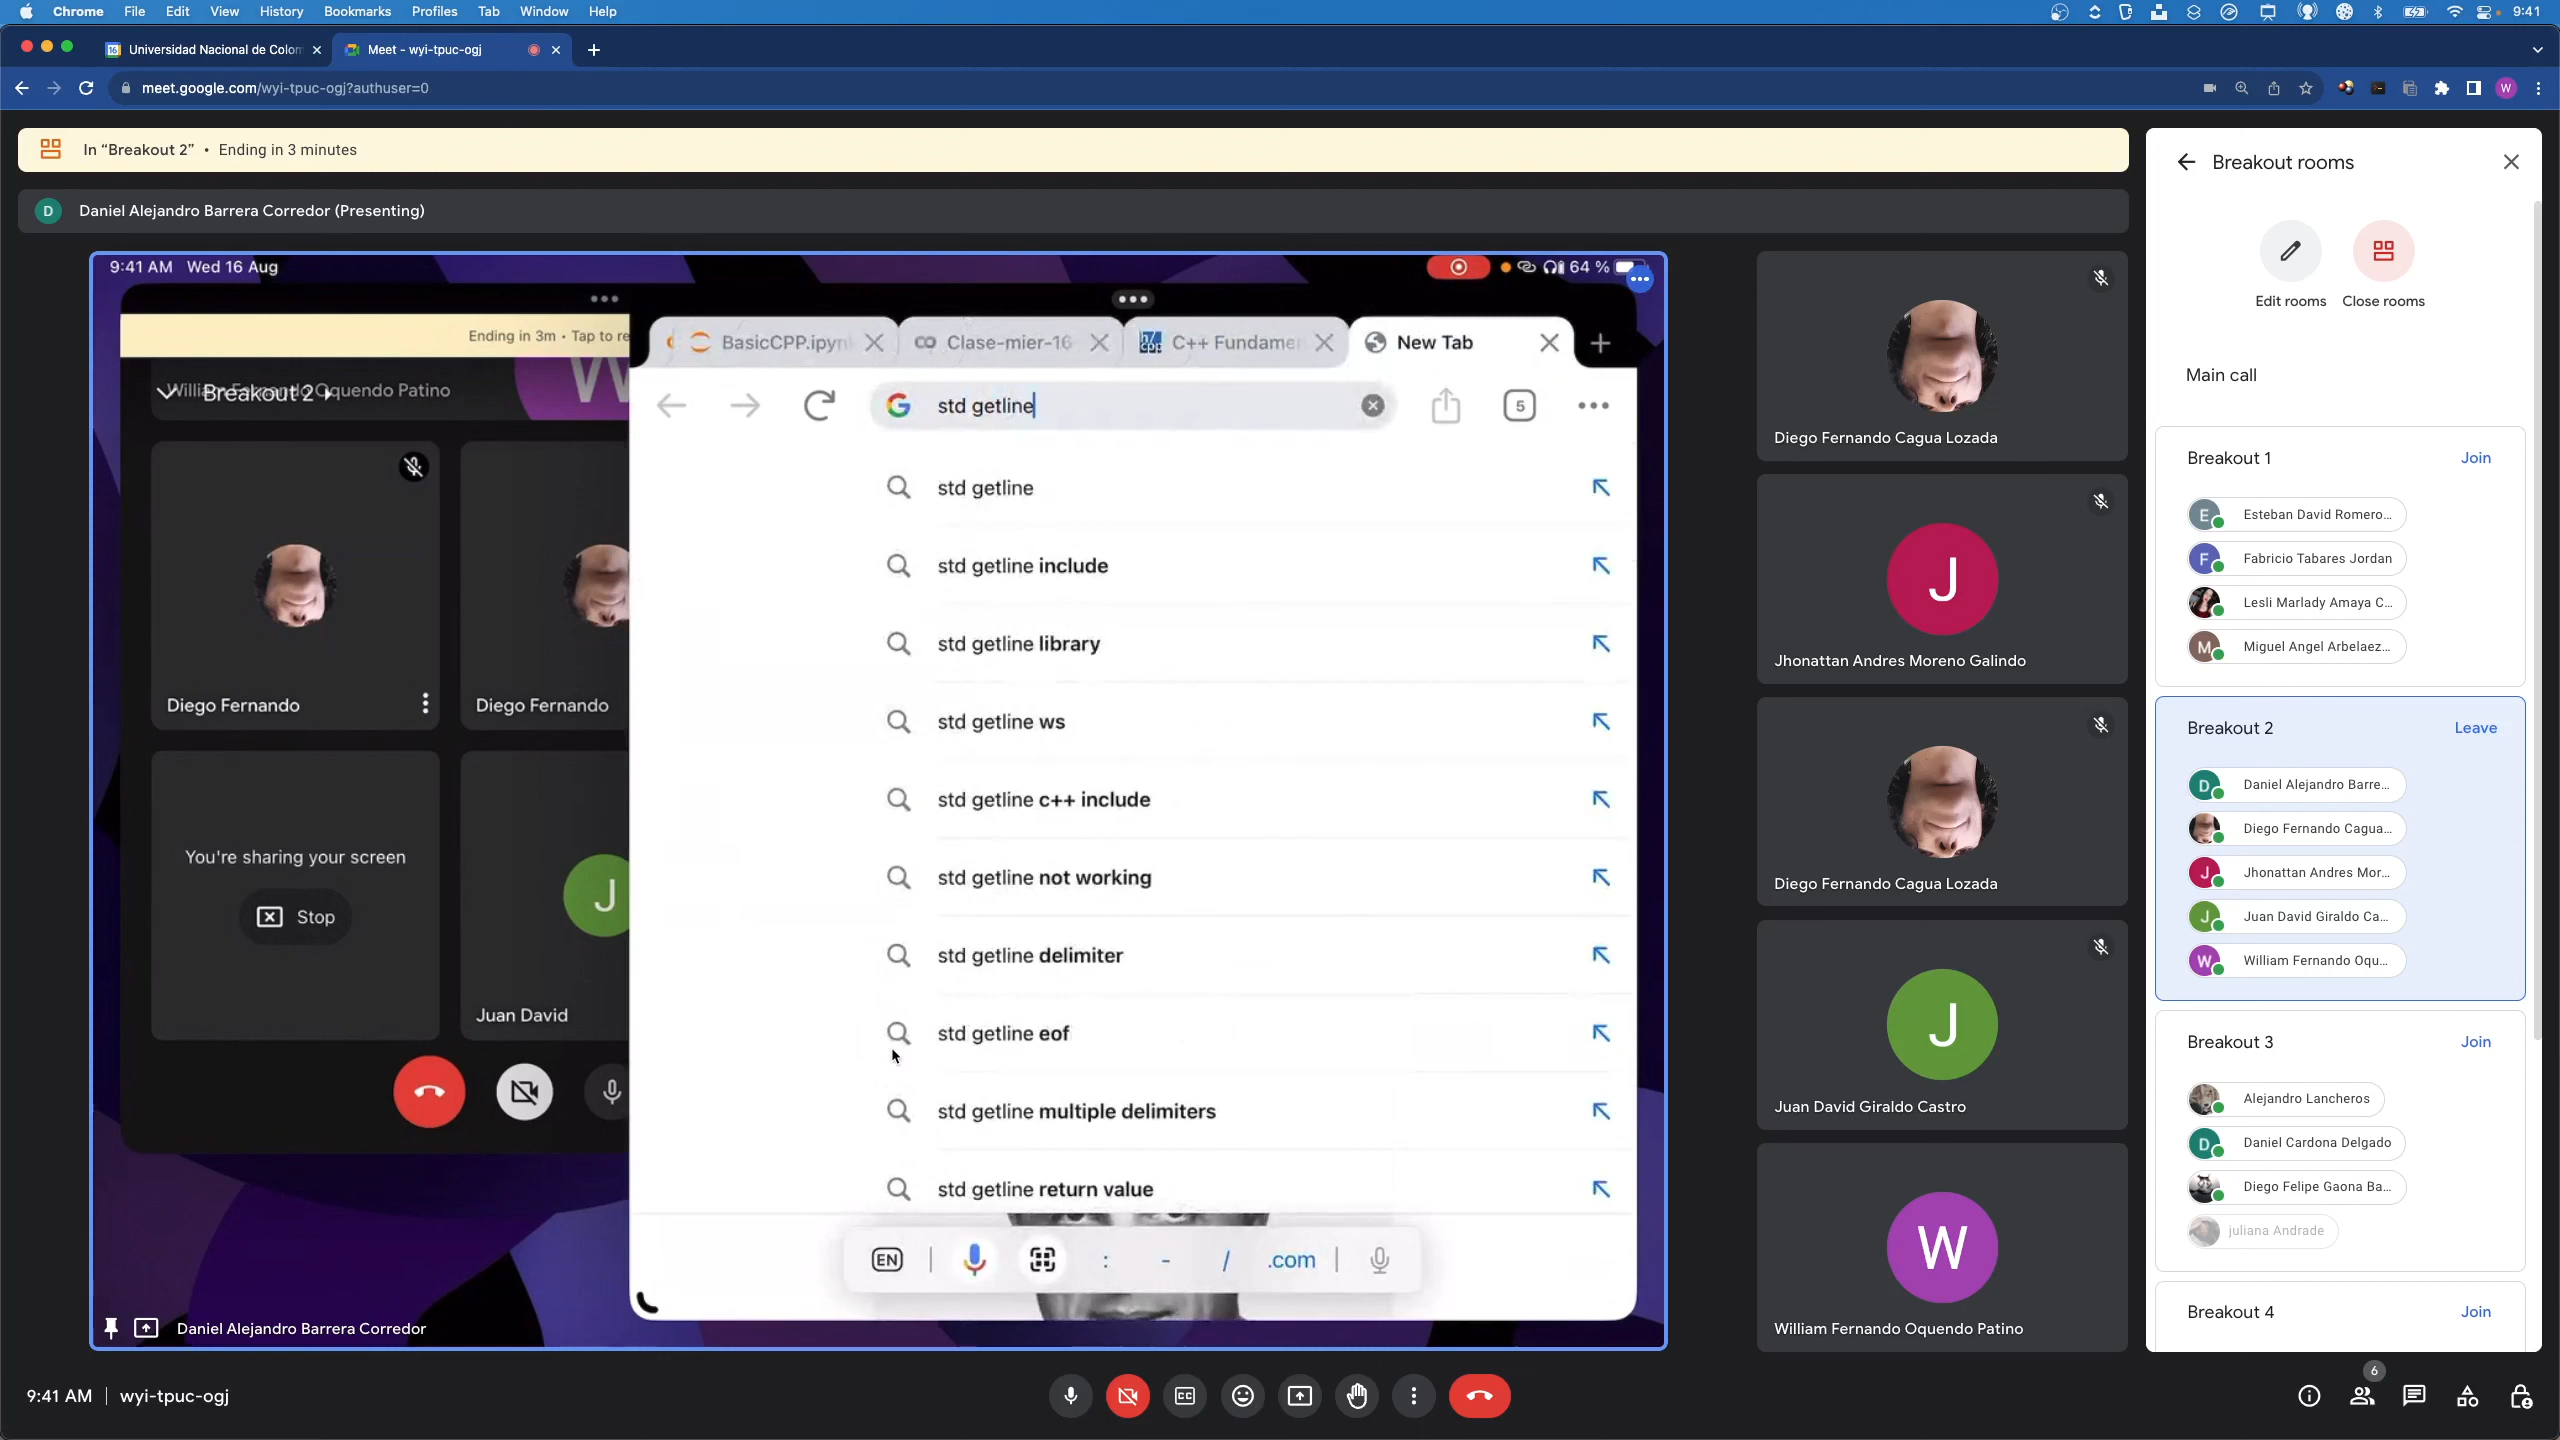 Chrome File Edit View History Bookmarks Profiles Tab Window Help
9:41
Universidad Nacional de Colom
Meet - wyi-tpuc-ogj
meet.google.com/wyi-tpuc-ogj?authuser=0
W
In “Breakout 2” • Ending in 3 minutes
D Daniel Alejandro Barrera Corredor (Presenting)
9:41 AM Wed 16 Aug
64 %
Ending in 3m • Tap to re
William Fernando Oquendo Patino
Breakout 2
W
Diego Fernando
Diego Fernando
You're sharing your screen
Stop
J
Juan David
BasicCPP.ipyn
Clase-mier-16
C++ Fundamer
New Tab
std getline
5
std getline
std getline include
std getline library
std getline ws
std getline c++ include
std getline not working
std getline delimiter
std getline eof
std getline multiple delimiters
std getline return value
EN : - / .com
Daniel Alejandro Barrera Corredor
Diego Fernando Cagua Lozada
J
Jhonattan Andres Moreno Galindo
Diego Fernando Cagua Lozada
J
Juan David Giraldo Castro
W
William Fernando Oquendo Patino
Breakout rooms
Edit rooms
Close rooms
Main call
Breakout 1 Join
E Esteban David Romero...
F Fabricio Tabares Jordan
Lesli Marlady Amaya C...
M Miguel Angel Arbelaez...
Breakout 2 Leave
D Daniel Alejandro Barre...
Diego Fernando Cagua...
J Jhonattan Andres Mor...
J Juan David Giraldo Ca...
W William Fernando Oqu...
Breakout 3 Join
Alejandro Lancheros
D Daniel Cardona Delgado
Diego Felipe Gaona Ba...
juliana Andrade
Breakout 4 Join
9:41 AM | wyi-tpuc-ogj
6